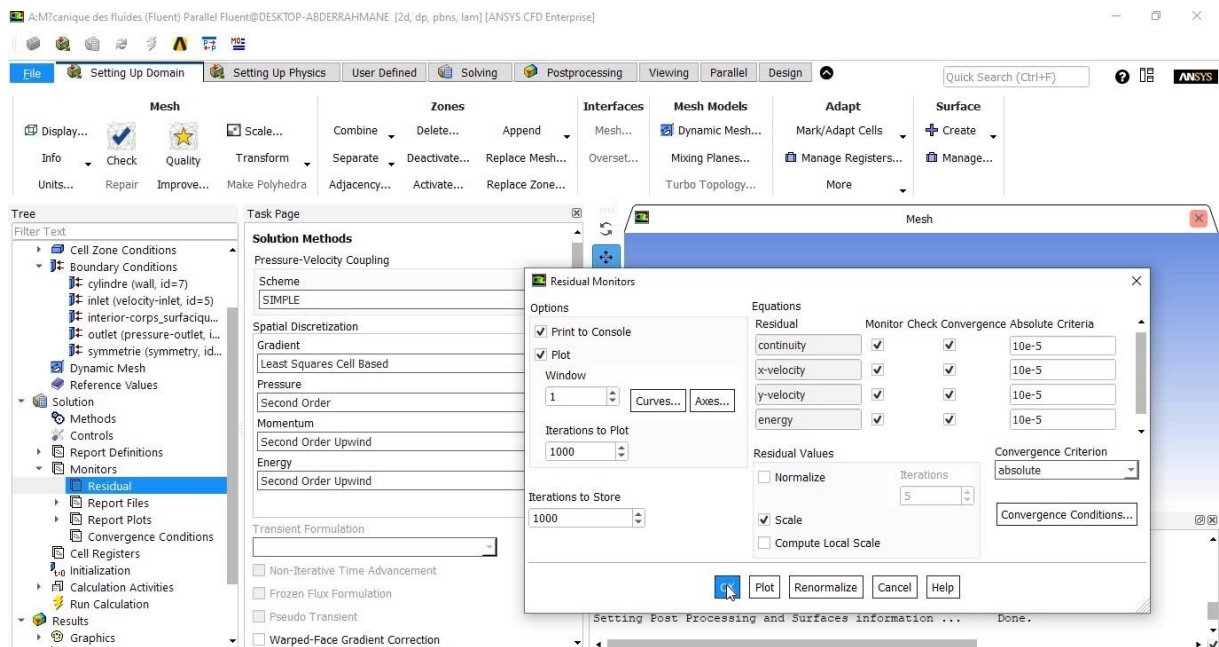 A:M?canique des fluides (Fluent) Parallel Fluent@DESKTOP-ABDERRAHMANE [2d, dp, pbns, lam] [ANSYS CFD Enterprise]
File Setting Up Domain Setting Up Physics User Defined Solving Postprocessing Viewing Parallel Design Quick Search (Ctrl+F) ANSYS
Mesh Zones Interfaces Mesh Models Adapt Surface
Display... Scale... Combine Delete... Append Mesh... Dynamic Mesh... Mark/Adapt Cells Create
Info Check Quality Transform Separate Deactivate... Replace Mesh... Overset... Mixing Planes... Manage Registers... Manage...
Units... Repair Improve... Make Polyhedra Adjacency... Activate... Replace Zone... Turbo Topology... More
Tree
Filter Text
Cell Zone Conditions
Boundary Conditions
cylindre (wall, id=7)
inlet (velocity-inlet, id=5)
interior-corps_surfaciqu...
outlet (pressure-outlet, i...
symmetrie (symmetry, id...
Dynamic Mesh
Reference Values
Solution
Methods
Controls
Report Definitions
Monitors
Residual
Report Files
Report Plots
Convergence Conditions
Cell Registers
Initialization
Calculation Activities
Run Calculation
Results
Graphics
Task Page
Solution Methods
Pressure-Velocity Coupling
Scheme
SIMPLE
Spatial Discretization
Gradient
Least Squares Cell Based
Pressure
Second Order
Momentum
Second Order Upwind
Energy
Second Order Upwind
Transient Formulation
Non-Iterative Time Advancement
Frozen Flux Formulation
Pseudo Transient
Warped-Face Gradient Correction
Mesh
Residual Monitors
Options
Print to Console
Plot
Window
1 Curves... Axes...
Iterations to Plot
1000
Iterations to Store
1000
Equations
Residual Monitor Check Convergence Absolute Criteria
continuity 10e-5
x-velocity 10e-5
y-velocity 10e-5
energy 10e-5
Residual Values
Normalize Iterations
5
Scale
Compute Local Scale
Convergence Criterion
absolute
Convergence Conditions...
Plot Renormalize Cancel Help
Setting Post Processing and Surfaces information ... Done.